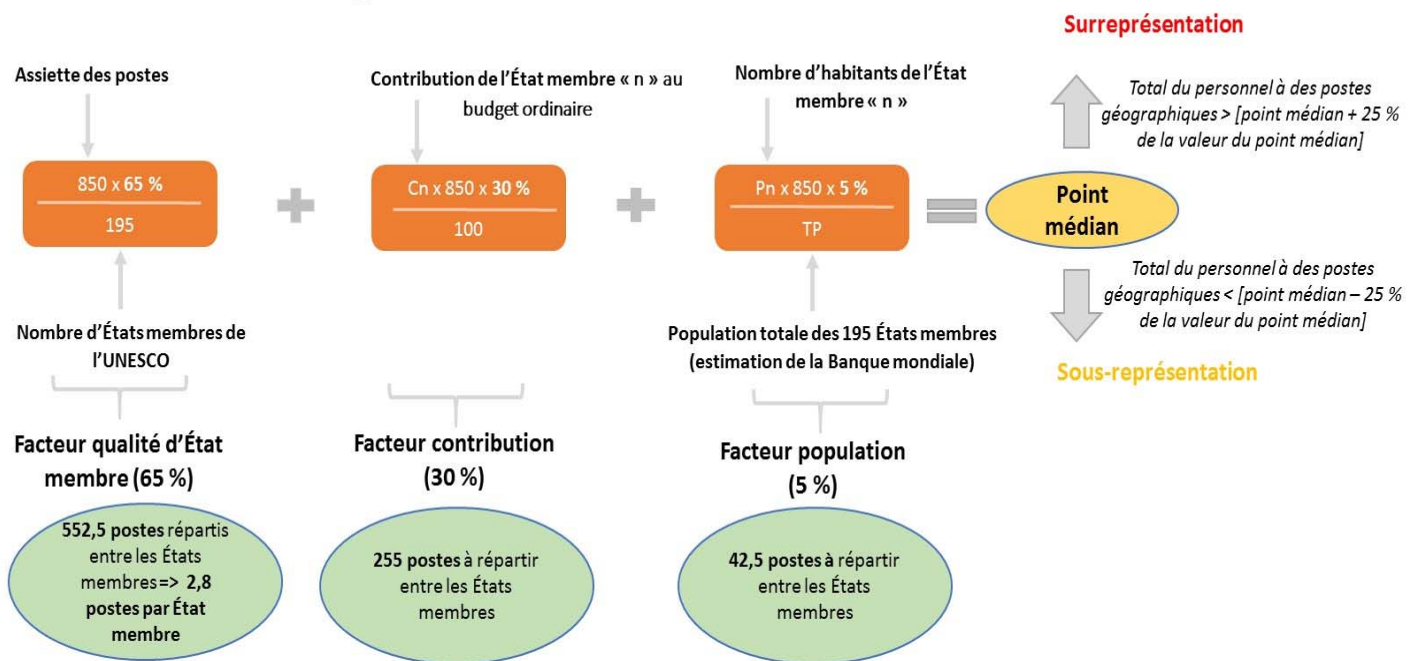 Surreprésentation
Assiette des postes
Contribution de l'État membre « n » au
budget ordinaire
Nombre d'habitants de l'État
membre « n »
Total du personnel à des postes
géographiques > [point médian + 25 %
de la valeur du point médian]
850 x 65 %
195
Cn x 850 x 30 %
100
Pn x 850 x 5 %
TP
Point
médian
Total du personnel à des postes
géographiques < [point médian – 25 %
de la valeur du point médian]
Sous-représentation
Nombre d'États membres de
l'UNESCO
Population totale des 195 États membres
(estimation de la Banque mondiale)
Facteur qualité d'État
membre (65 %)
Facteur contribution
(30 %)
Facteur population
(5 %)
552,5 postes répartis
entre les États
membres => 2,8
postes par État
membre
255 postes à répartir
entre les États
membres
42,5 postes à répartir
entre les États
membres